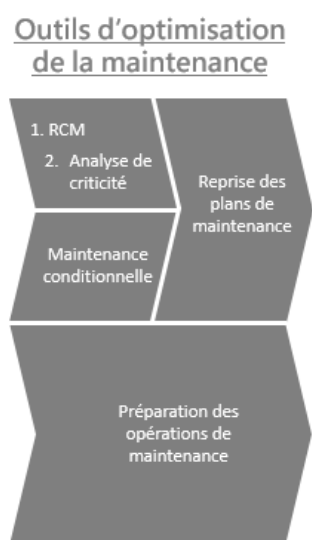 Outils d'optimisation
de la maintenance
1. RCM
2. Analyse de
criticité
Maintenance
conditionnelle
Reprise des
plans de
maintenance
Préparation des
opérations de
maintenance